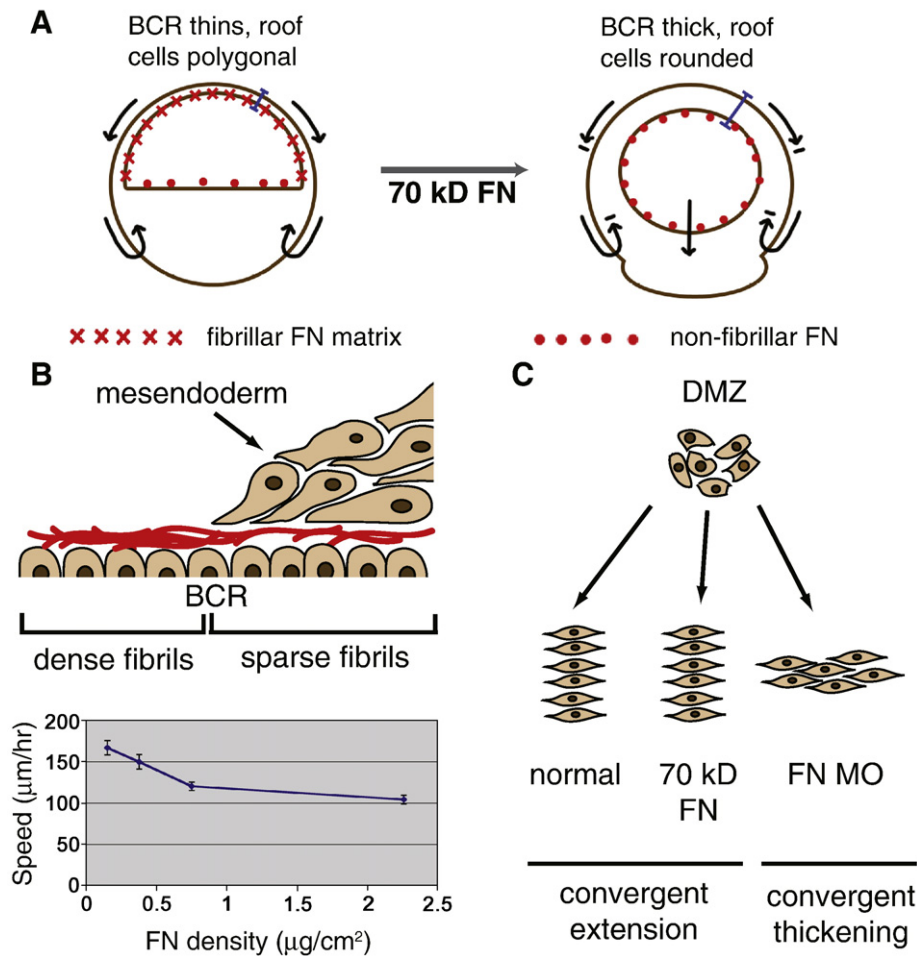 A
BCR thins, roof
cells polygonal
BCR thick, roof
cells rounded
70 kD FN
fibrillar FN matrix
non-fibrillar FN
B
mesendoderm
BCR
dense fibrils
sparse fibrils
Speed (μm/hr)
200
150
100
50
0
0
0.5
1
1.5
2
2.5
FN density (μg/cm²)
C
DMZ
normal
70 kD
FN
FN MO
convergent
extension
convergent
thickening